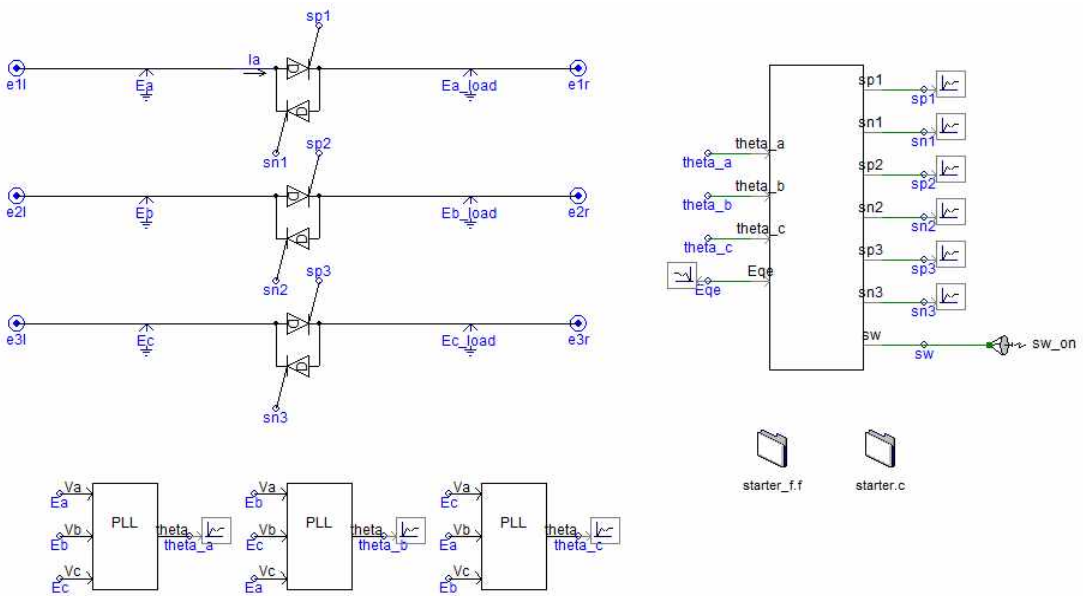 sp1
Ia
e1l
Ea
Ea_load
e1r
sn1
sp2
e2l
Eb
Eb_load
e2r
sn2
sp3
e3l
Ec
Ec_load
e3r
sn3
theta_a
theta_a
theta_b
theta_b
theta_c
theta_c
Eqe
Eqe
sp1
sp1
sn1
sn1
sp2
sp2
sn2
sn2
sp3
sp3
sn3
sn3
sw
sw
sw_on
starter_f.f
starter.c
Va
Ea
Vb
Eb
Vc
Ec
PLL
theta
theta_a
Va
Eb
Vb
Ec
Vc
Ea
PLL
theta
theta_b
Va
Ec
Vb
Ea
Vc
Eb
PLL
theta
theta_c